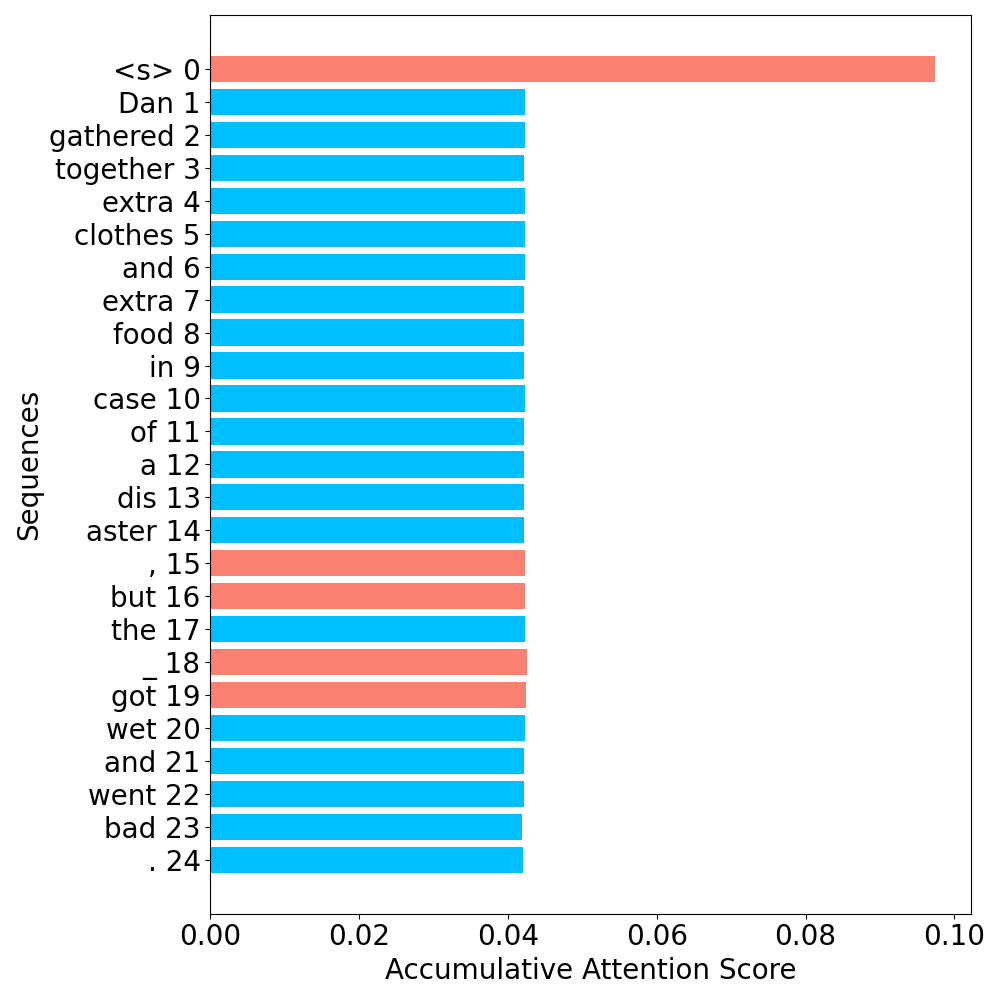 <s> 0
Dan 1
gathered 2
together 3
extra 4
clothes 5
and 6
extra 7
food 8
in 9
case 10
of 11
a 12
dis 13
aster 14
, 15
but 16
the 17
_ 18
got 19
wet 20
and 21
went 22
bad 23
. 24
Sequences
0.00 0.02 0.04 0.06 0.08 0.10
Accumulative Attention Score